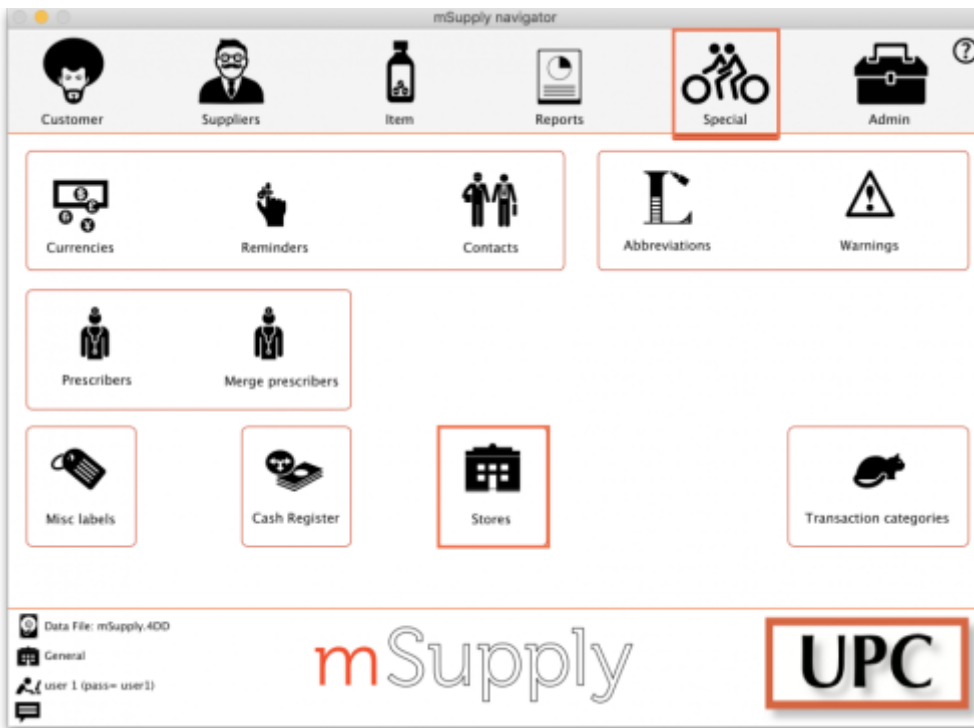 mSupply navigator
Customer Suppliers Item Reports Special Admin ?
Currencies Reminders Contacts Abbreviations Warnings
Prescribers Merge prescribers
Misc labels Cash Register Stores Transaction categories
Data File: mSupply.4DD
General
user 1 (pass= user1)
mSupply
UPC